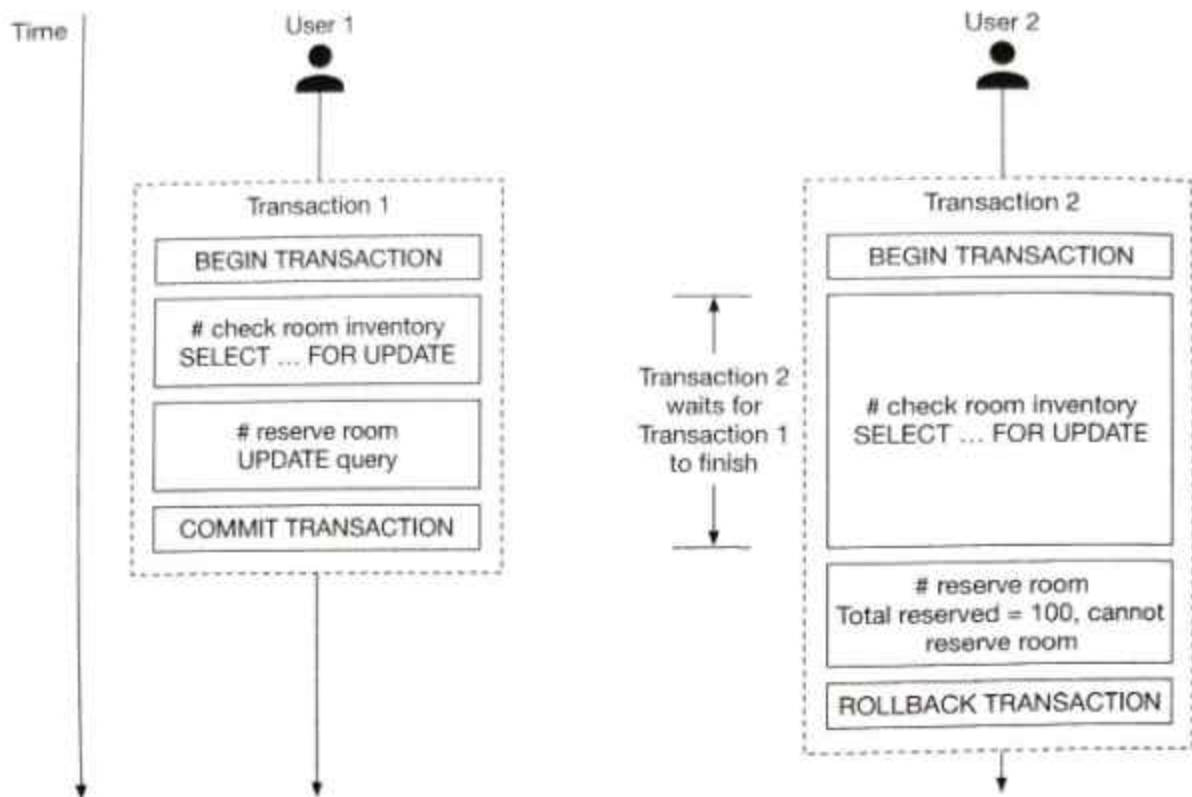 Time
User 1
Transaction 1
BEGIN TRANSACTION
# check room inventory
SELECT ... FOR UPDATE
# reserve room
UPDATE query
COMMIT TRANSACTION
Transaction 2
waits for
Transaction 1
to finish
User 2
Transaction 2
BEGIN TRANSACTION
# check room inventory
SELECT ... FOR UPDATE
# reserve room
Total reserved = 100, cannot
reserve room
ROLLBACK TRANSACTION